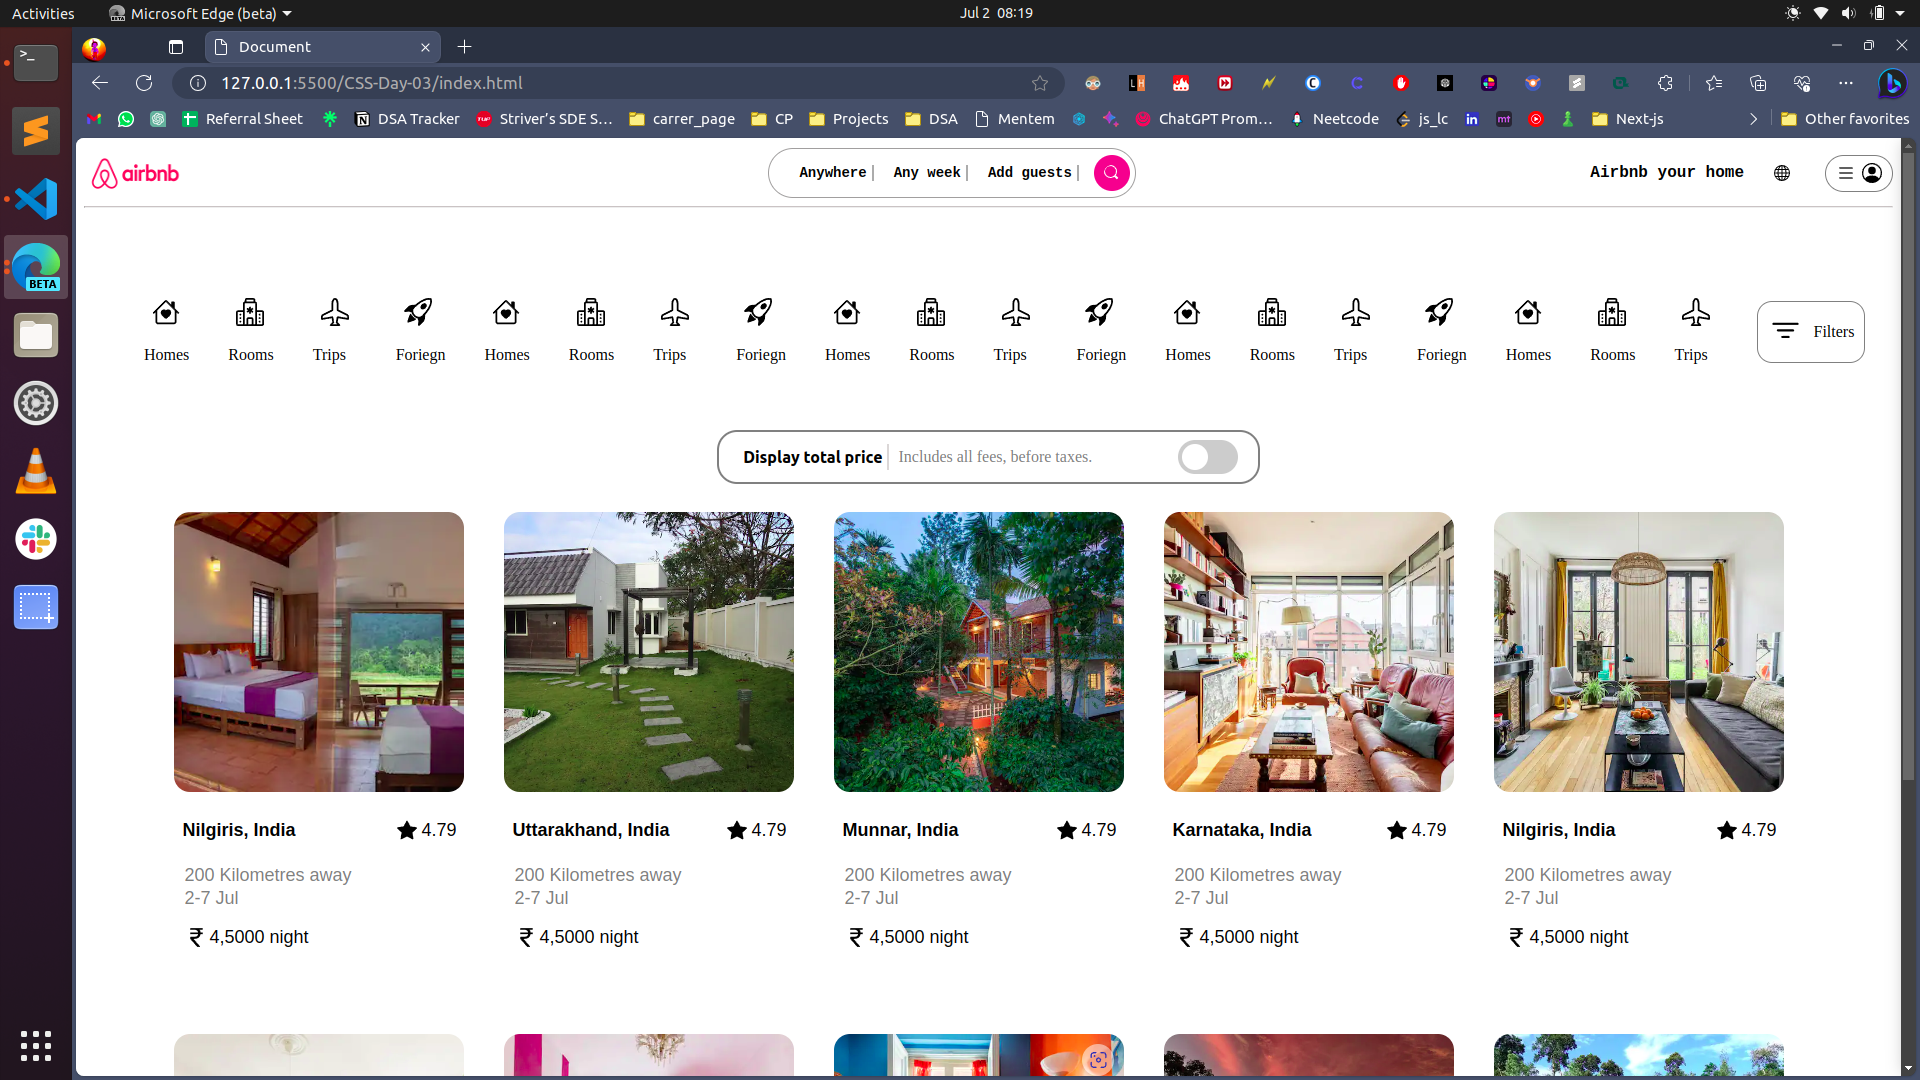 Activities Microsoft Edge (beta) Jul 2 08:19
Document
127.0.0.1:5500/CSS-Day-03/index.html
Referral Sheet DSA Tracker Striver's SDE S... carrer_page CP Projects DSA Mentem ChatGPT Prom... Neetcode js_lc Next-js Other favorites
airbnb Anywhere Any week Add guests Airbnb your home
Homes Rooms Trips Foriegn Homes Rooms Trips Foriegn Homes Rooms Trips Foriegn Homes Rooms Trips Foriegn Homes Rooms Trips Filters
Display total price Includes all fees, before taxes.
Nilgiris, India 4.79 Uttarakhand, India 4.79 Munnar, India 4.79 Karnataka, India 4.79 Nilgiris, India 4.79
200 Kilometres away 200 Kilometres away 200 Kilometres away 200 Kilometres away 200 Kilometres away
2-7 Jul 2-7 Jul 2-7 Jul 2-7 Jul 2-7 Jul
₹ 4,5000 night ₹ 4,5000 night ₹ 4,5000 night ₹ 4,5000 night ₹ 4,5000 night
BETA